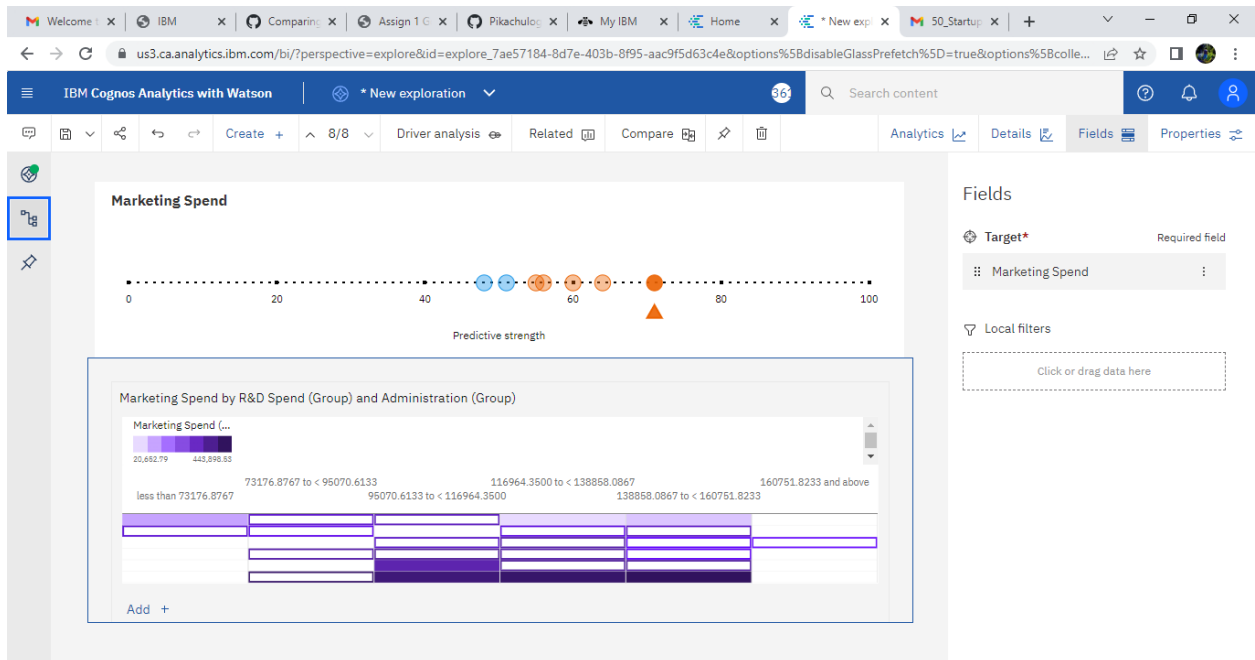 Welcome t
IBM
Comparing
Assign 1 G
Pikachulog
My IBM
Home
* New expl
50_Startup
us3.ca.analytics.ibm.com/bi/?perspective=explore&id=explore_7ae57184-8d7e-403b-8f95-aac9f5d63c4e&options%5BdisableGlassPrefetch%5D=true&options%5Bcolle...
IBM Cognos Analytics with Watson
* New exploration
361
Search content
Create +
8/8
Driver analysis
Related
Compare
Analytics
Details
Fields
Properties
Marketing Spend
0 20 40 60 80 100
Predictive strength
Marketing Spend by R&D Spend (Group) and Administration (Group)
Marketing Spend (...
20,652.79 443,898.53
73176.8767 to < 95070.6133 116964.3500 to < 138858.0867 160751.8233 and above
less than 73176.8767 95070.6133 to < 116964.3500 138858.0867 to < 160751.8233
Add +
Fields
Target* Required field
Marketing Spend
Local filters
Click or drag data here